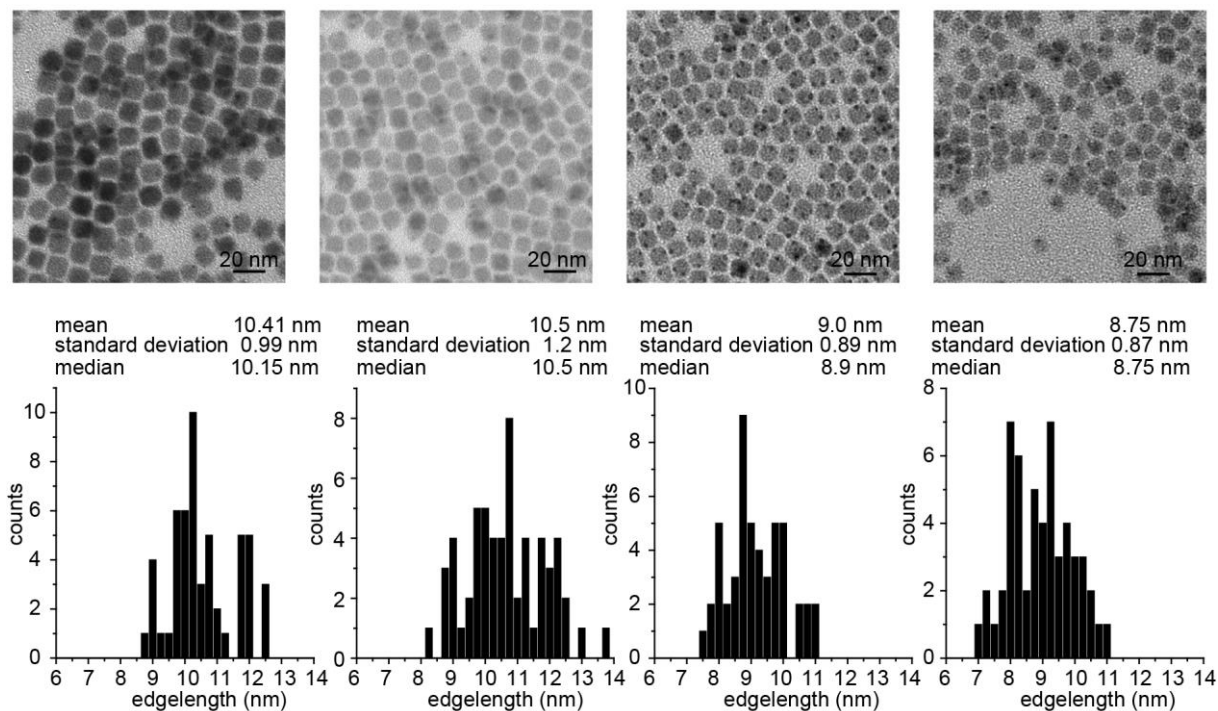 20 nm 20 nm 20 nm 20 nm
mean 10.41 nm mean 10.5 nm mean 9.0 nm mean 8.75 nm
standard deviation 0.99 nm standard deviation 1.2 nm standard deviation 0.89 nm standard deviation 0.87 nm
median 10.15 nm median 10.5 nm median 8.9 nm median 8.75 nm
10
8
6
4
2
0
counts
6 7 8 9 10 11 12 13 14
edgelength (nm)
8
6
4
2
0
counts
6 7 8 9 10 11 12 13 14
edgelength (nm)
10
8
6
4
2
0
counts
6 7 8 9 10 11 12 13 14
edgelength (nm)
8
6
4
2
0
counts
6 7 8 9 10 11 12 13 14
edgelength (nm)